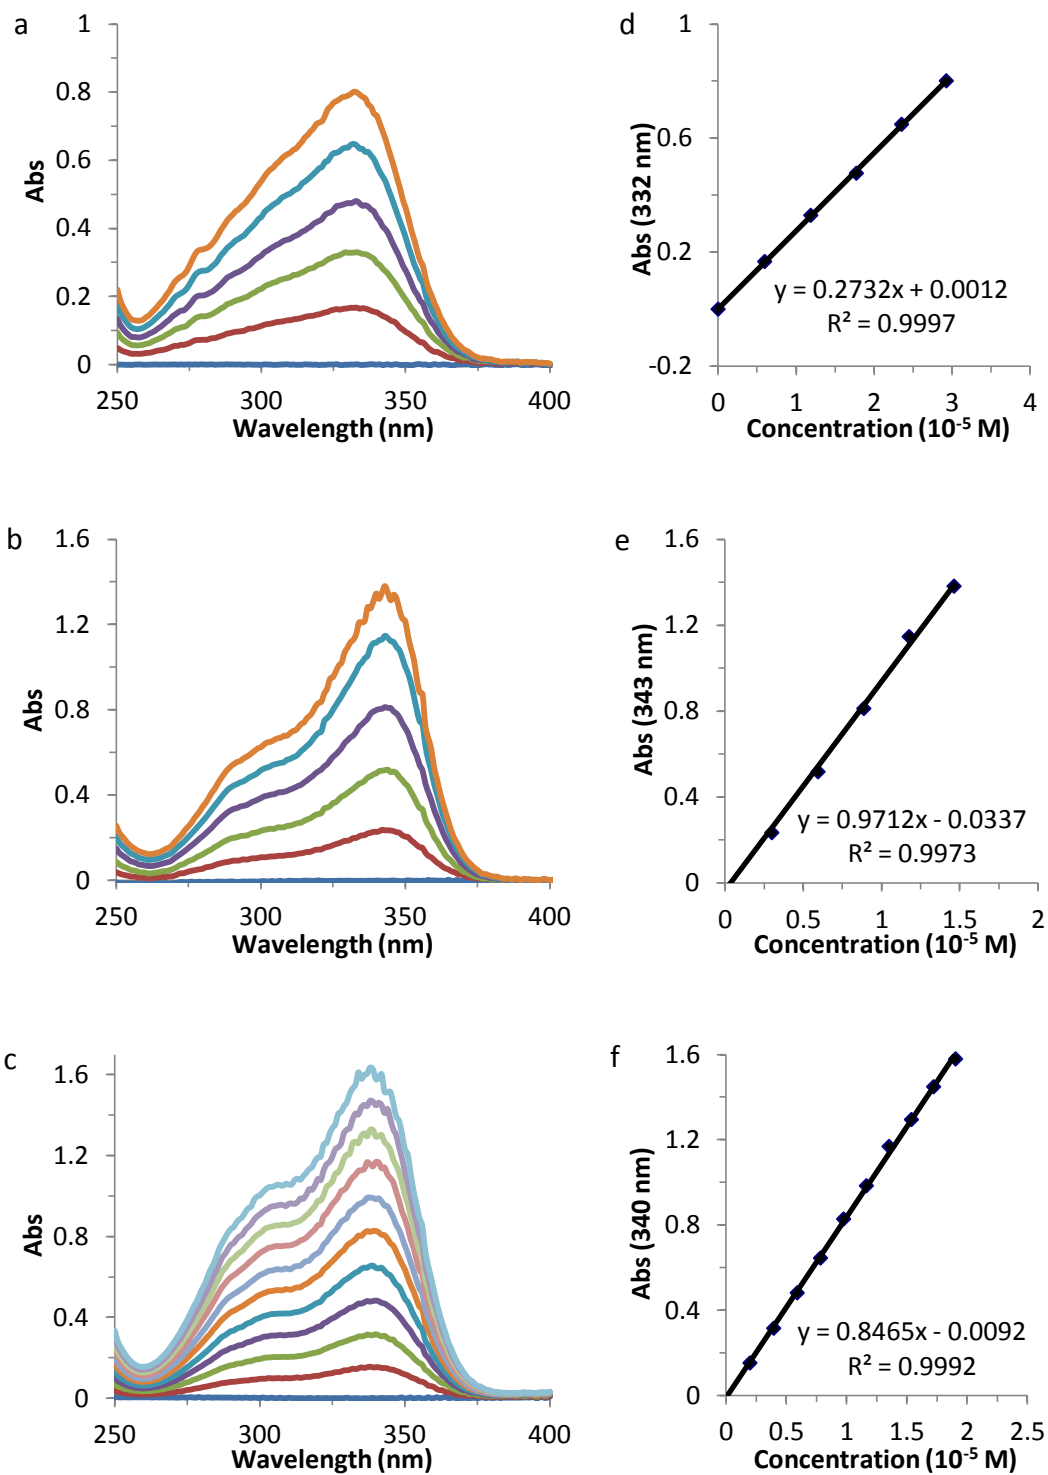 a
1
0.8
0.6
0.4
0.2
0
Abs
250 300 350 400
Wavelength (nm)
d
1
0.6
0.2
-0.2
Abs (332 nm)
y = 0.2732x + 0.0012
R² = 0.9997
0 1 2 3 4
Concentration (10⁻⁵ M)
b
1.6
1.2
0.8
0.4
0
Abs
250 300 350 400
Wavelength (nm)
e
1.6
1.2
0.8
0.4
0
Abs (343 nm)
y = 0.9712x - 0.0337
R² = 0.9973
0 0.5 1 1.5 2
Concentration (10⁻⁵ M)
c
1.6
1.2
0.8
0.4
0
Abs
250 300 350 400
Wavelength (nm)
f
1.6
1.2
0.8
0.4
0
Abs (340 nm)
y = 0.8465x - 0.0092
R² = 0.9992
0 0.5 1 1.5 2 2.5
Concentration (10⁻⁵ M)